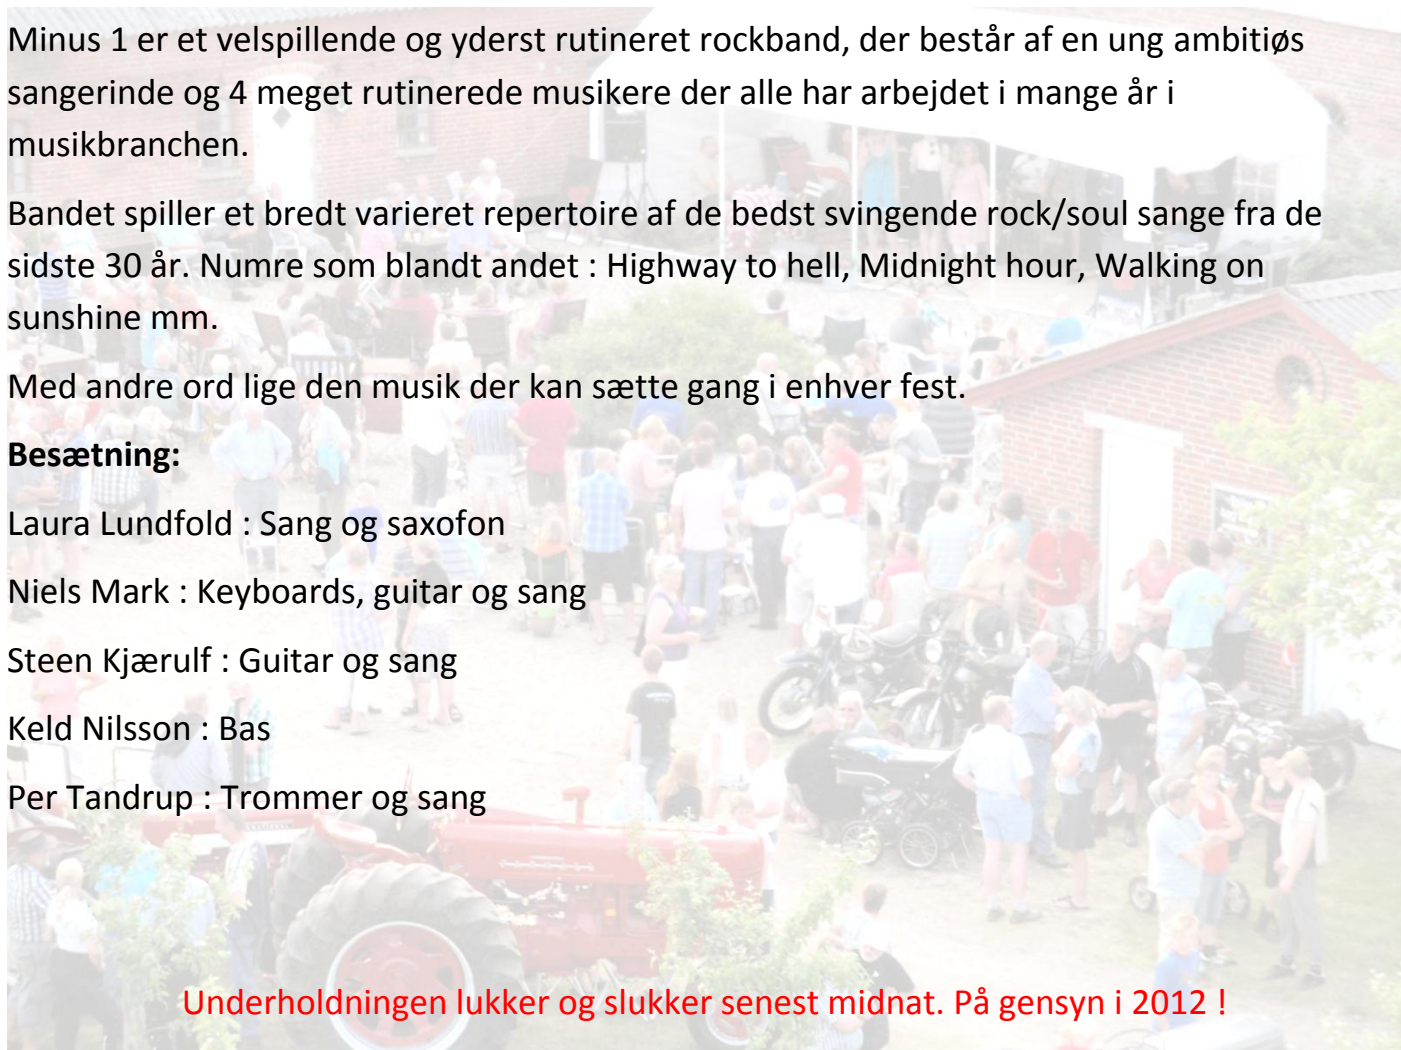 Minus 1 er et velspillende og yderst rutineret rockband, der består af en ung ambitiøs
sangerinde og 4 meget rutinerede musikere der alle har arbejdet i mange år i
musikbranchen.
Bandet spiller et bredt varieret repertoire af de bedst svingende rock/soul sange fra de
sidste 30 år. Numre som blandt andet : Highway to hell, Midnight hour, Walking on
sunshine mm.
Med andre ord lige den musik der kan sætte gang i enhver fest.
Besætning:
Laura Lundfold : Sang og saxofon
Niels Mark : Keyboards, guitar og sang
Steen Kjærulf : Guitar og sang
Keld Nilsson : Bas
Per Tandrup : Trommer og sang
Underholdningen lukker og slukker senest midnat. På gensyn i 2012 !